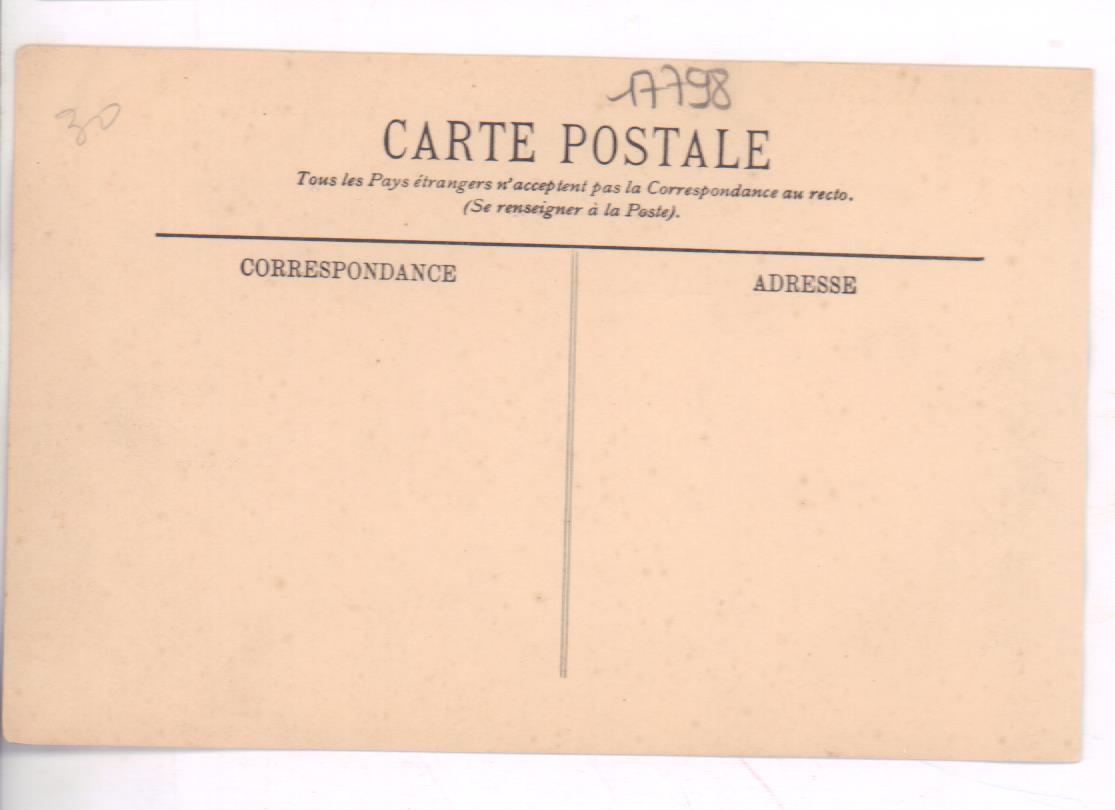 17798
30
CARTE POSTALE
Tous les Pays étrangers n'acceptent pas la Correspondance au recto.
(Se renseigner à la Poste).
CORRESPONDANCE
ADRESSE